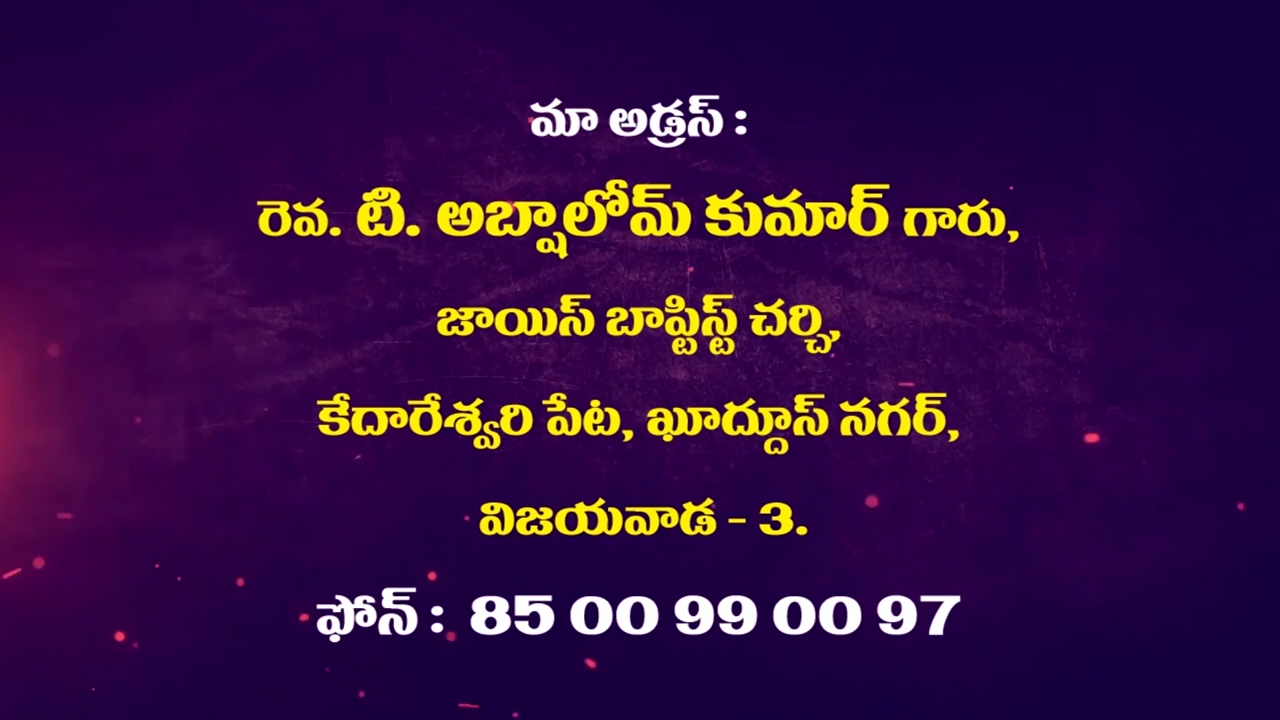 మా అడ్రస్ :
రెవ. టి. అబ్షాలోమ్ కుమార్ గారు,
జాయిస్ బాప్టిస్ట్ చర్చి,
కేదారేశ్వరి పేట, ఖూద్దూస్ నగర్,
విజయవాడ - 3.
ఫోన్ : 85 00 99 00 97